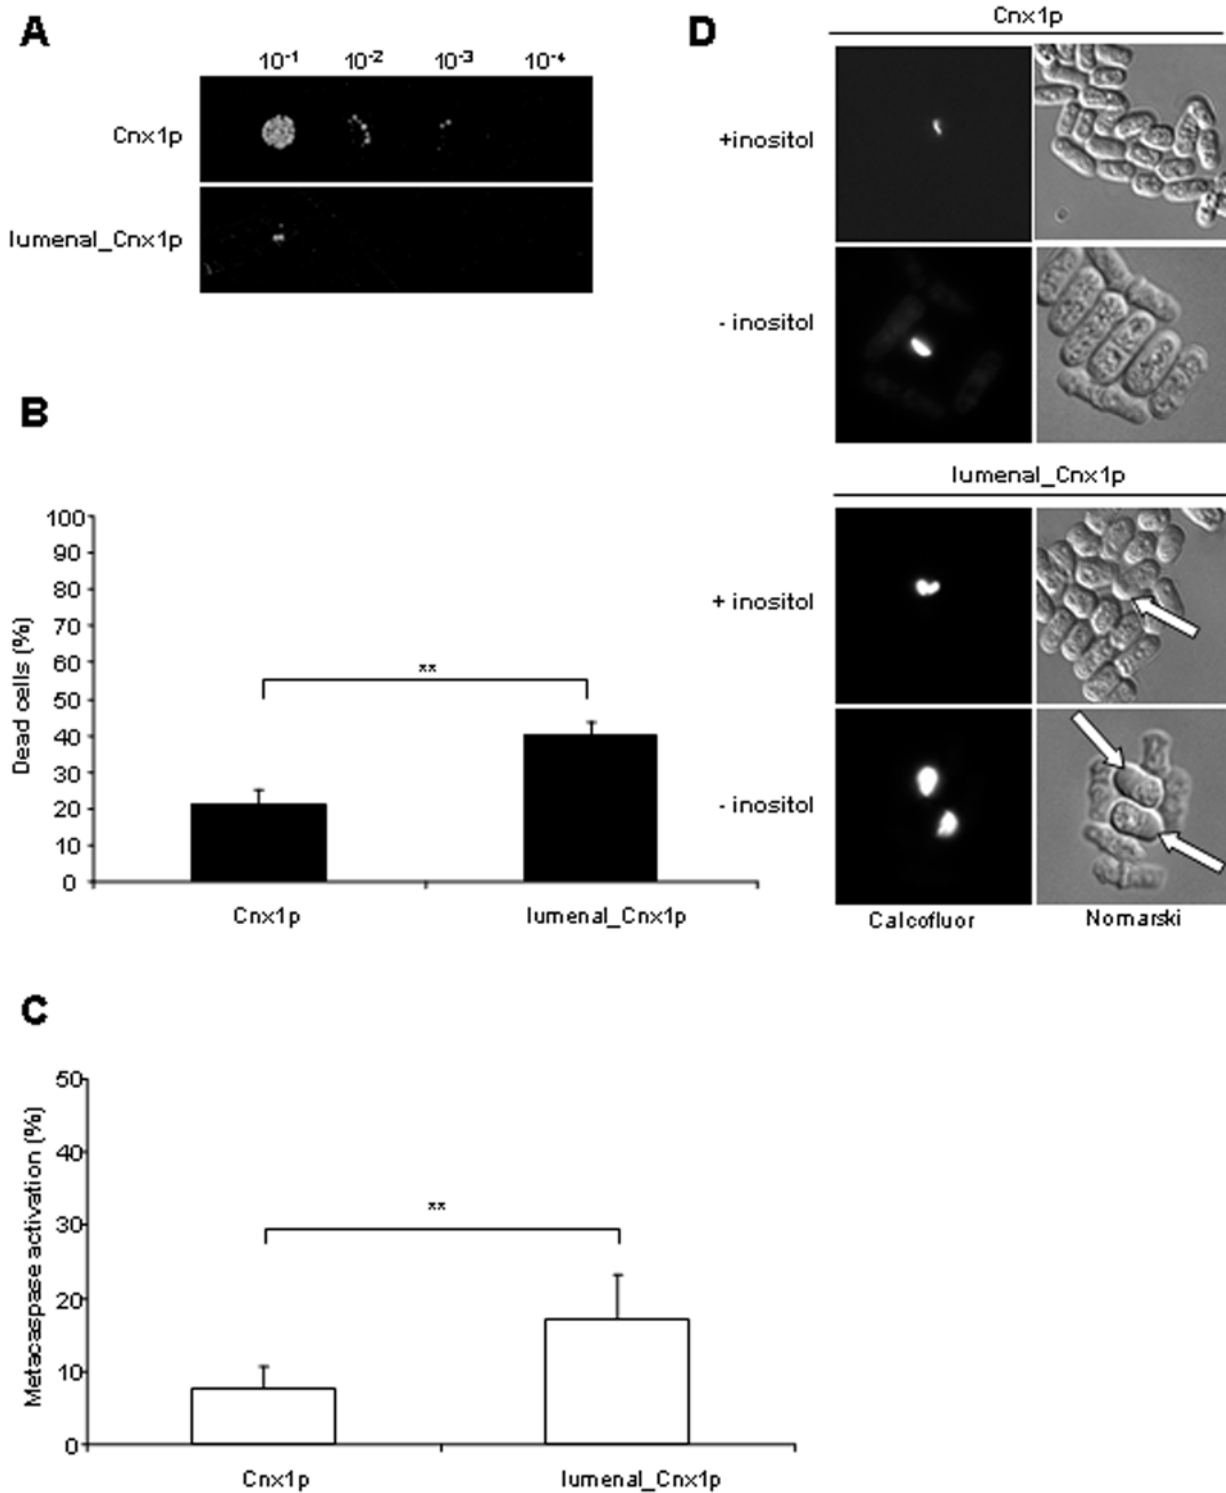 A
10⁻¹ 10⁻² 10⁻³ 10⁻⁴
Cnx1p
lumenal_Cnx1p
B
100
90
80
70
60
50
40
30
20
10
0
Dead cells (%)
**
Cnx1p lumenal_Cnx1p
C
50
40
30
20
10
0
Metacaspase activation (%)
**
Cnx1p lumenal_Cnx1p
D
Cnx1p
+inositol
- inositol
lumenal_Cnx1p
+ inositol
- inositol
Calcofluor Nomarski